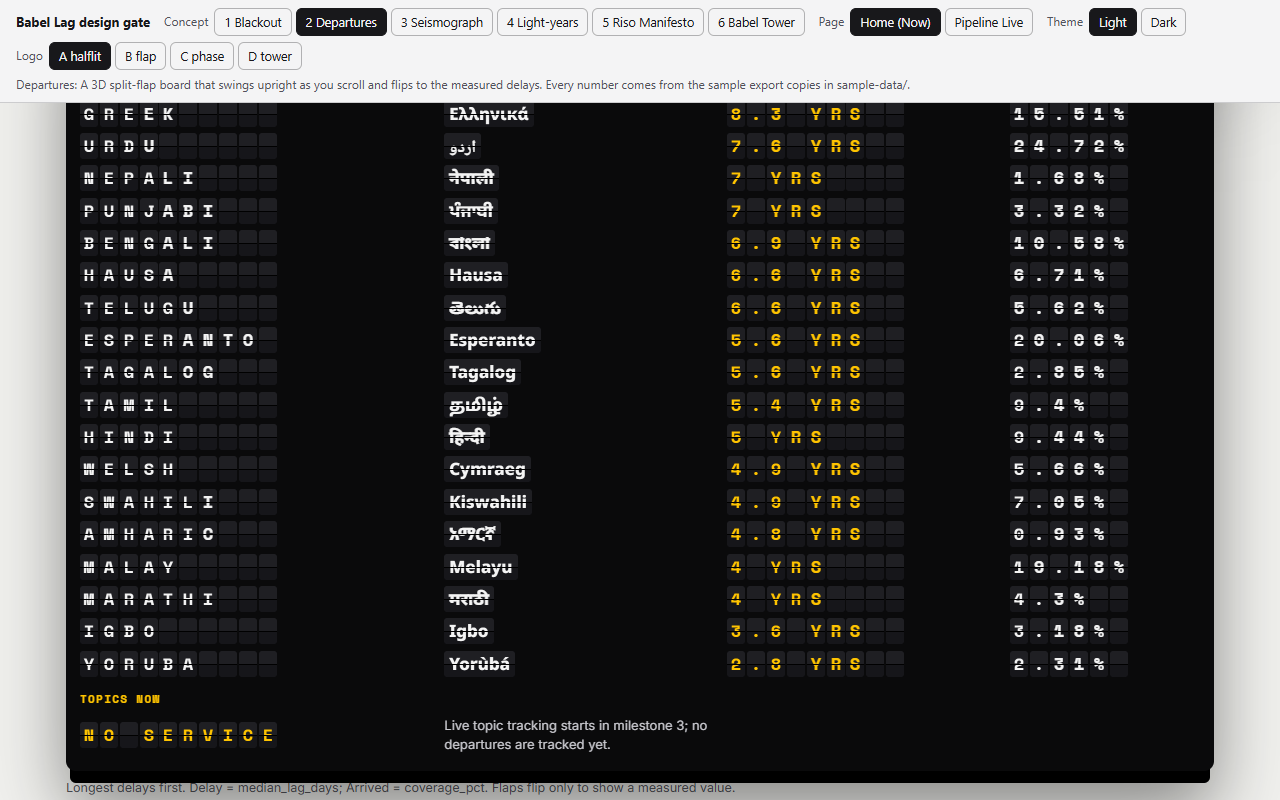 Babel Lag design gate Concept 1 Blackout 2 Departures 3 Seismograph 4 Light-years 5 Riso Manifesto 6 Babel Tower Page Home (Now) Pipeline Live Theme Light Dark
Logo A halflit B flap C phase D tower
Departures: A 3D split-flap board that swings upright as you scroll and flips to the measured delays. Every number comes from the sample export copies in sample-data/.
GREEK Ελληνικά 8.3 YRS 15.51%
URDU اردو 7.6 YRS 24.72%
NEPALI नेपाली 7 YRS 1.68%
PUNJABI ਪੰਜਾਬੀ 7 YRS 3.32%
BENGALI বাংলা 6.9 YRS 10.58%
HAUSA Hausa 6.6 YRS 6.71%
TELUGU తెలుగు 6.6 YRS 5.62%
ESPERANTO Esperanto 5.6 YRS 20.06%
TAGALOG Tagalog 5.6 YRS 2.85%
TAMIL தமிழ் 5.4 YRS 9.4%
HINDI हिन्दी 5 YRS 9.44%
WELSH Cymraeg 4.9 YRS 5.66%
SWAHILI Kiswahili 4.9 YRS 7.05%
AMHARIC አማርኛ 4.8 YRS 0.93%
MALAY Melayu 4 YRS 19.18%
MARATHI मराठी 4 YRS 4.3%
IGBO Igbo 3.6 YRS 3.18%
YORUBA Yorùbá 2.8 YRS 2.31%
TOPICS NOW
NO SERVICE Live topic tracking starts in milestone 3; no
departures are tracked yet.
Longest delays first. Delay = median_lag_days; Arrived = coverage_pct. Flaps flip only to show a measured value.